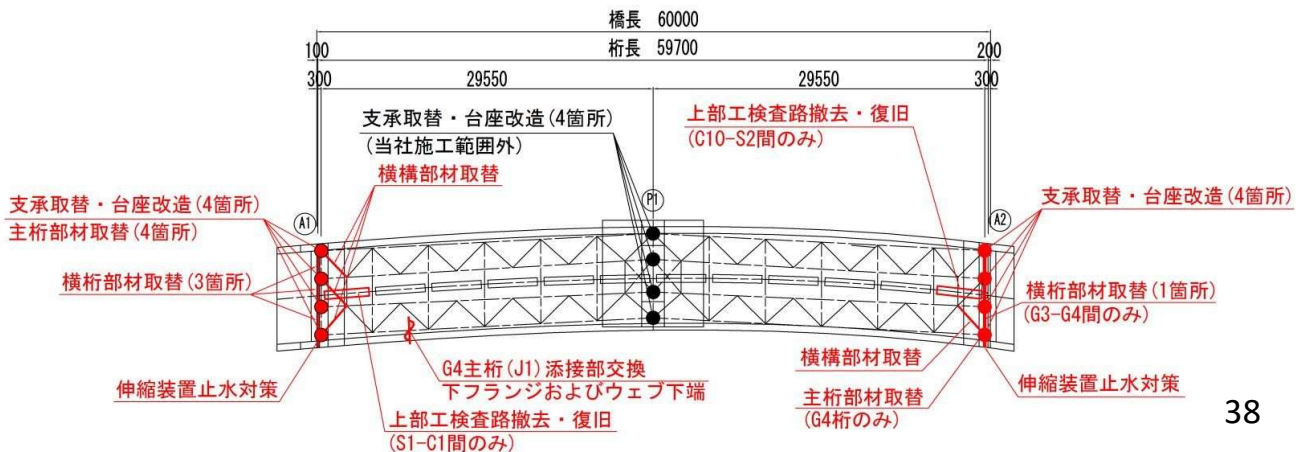 橋長 60000
100
桁長 59700
200
300
29550
29550
300
支承取替・台座改造(4箇所)
(当社施工範囲外)
上部工検査路撤去・復旧
(C10-S2間のみ)
横構部材取替
支承取替・台座改造(4箇所)
主桁部材取替(4箇所)
A1
P1
A2
支承取替・台座改造(4箇所)
横桁部材取替(3箇所)
横桁部材取替(1箇所)
(G3-G4間のみ)
伸縮装置止水対策
G4主桁(J1)添接部交換
下フランジおよびウェブ下端
上部工検査路撤去・復旧
(S1-C1間のみ)
横構部材取替
主桁部材取替
(G4桁のみ)
伸縮装置止水対策
38